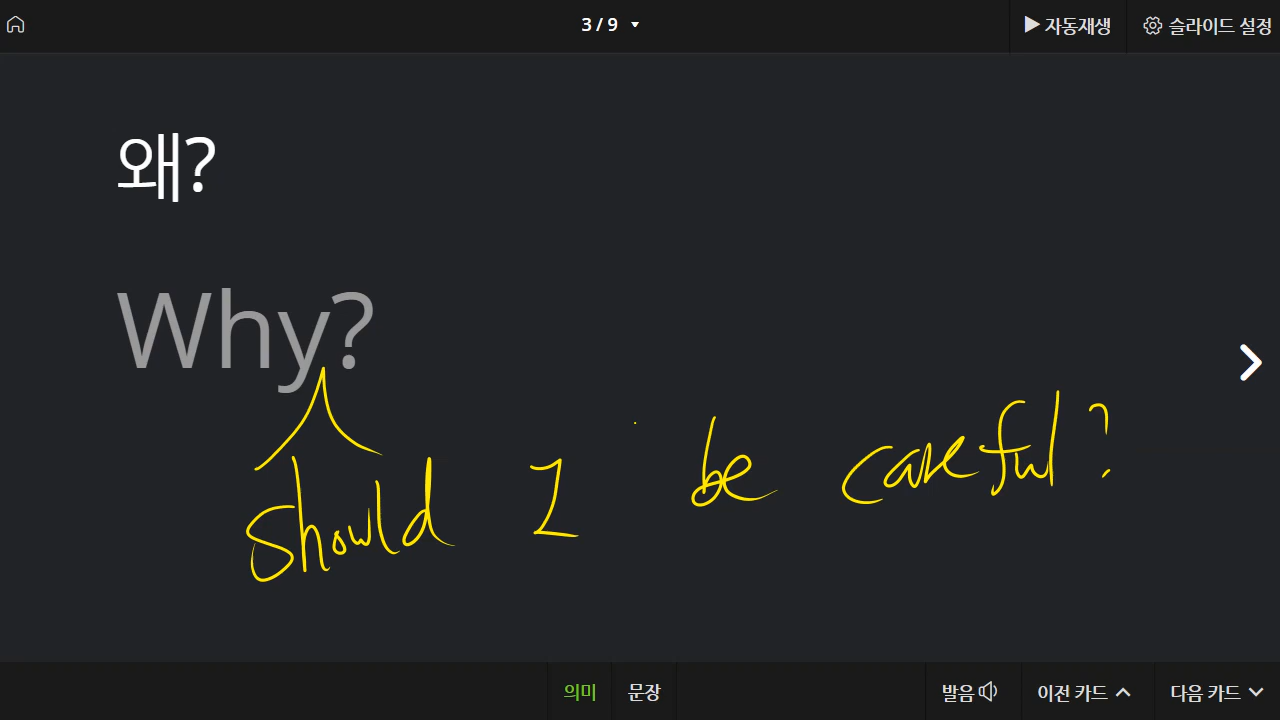 3 / 9
자동재생
슬라이드 설정
왜?
Why?
should I be careful?
의미
문장
발음
이전 카드
다음 카드